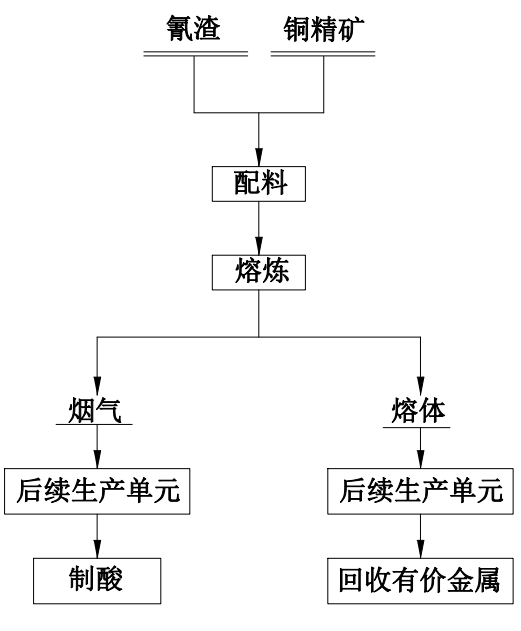 氰渣 铜精矿
配料
熔炼
烟气 熔体
后续生产单元 后续生产单元
制酸 回收有价金属